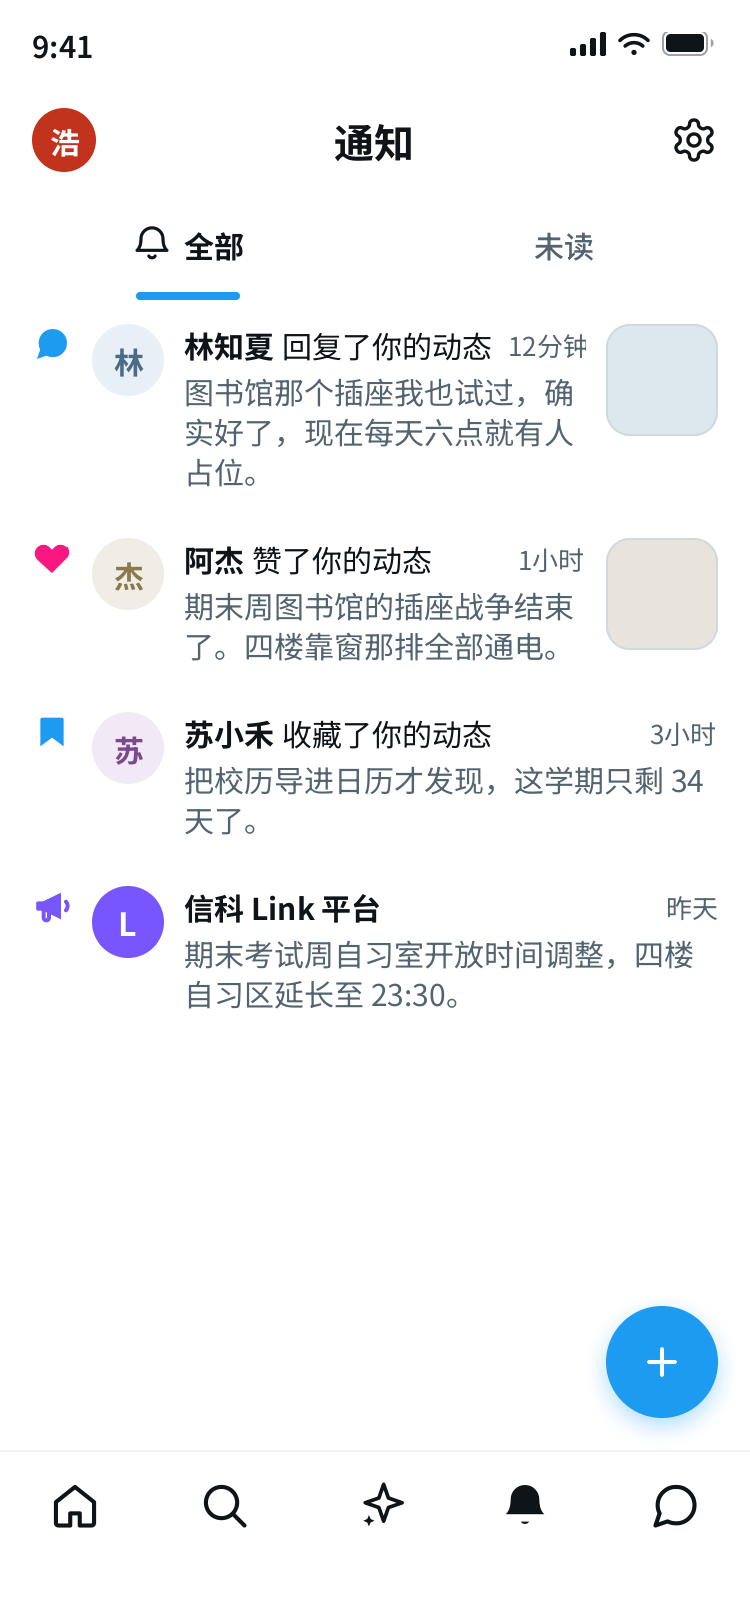 9:41
浩
通知
全部
未读
林
林知夏 回复了你的动态 12分钟
图书馆那个插座我也试过，确
实好了，现在每天六点就有人
占位。
杰
阿杰 赞了你的动态 1小时
期末周图书馆的插座战争结束
了。四楼靠窗那排全部通电。
苏
苏小禾 收藏了你的动态 3小时
把校历导进日历才发现，这学期只剩 34
天了。
L
信科 Link 平台 昨天
期末考试周自习室开放时间调整，四楼
自习区延长至 23:30。